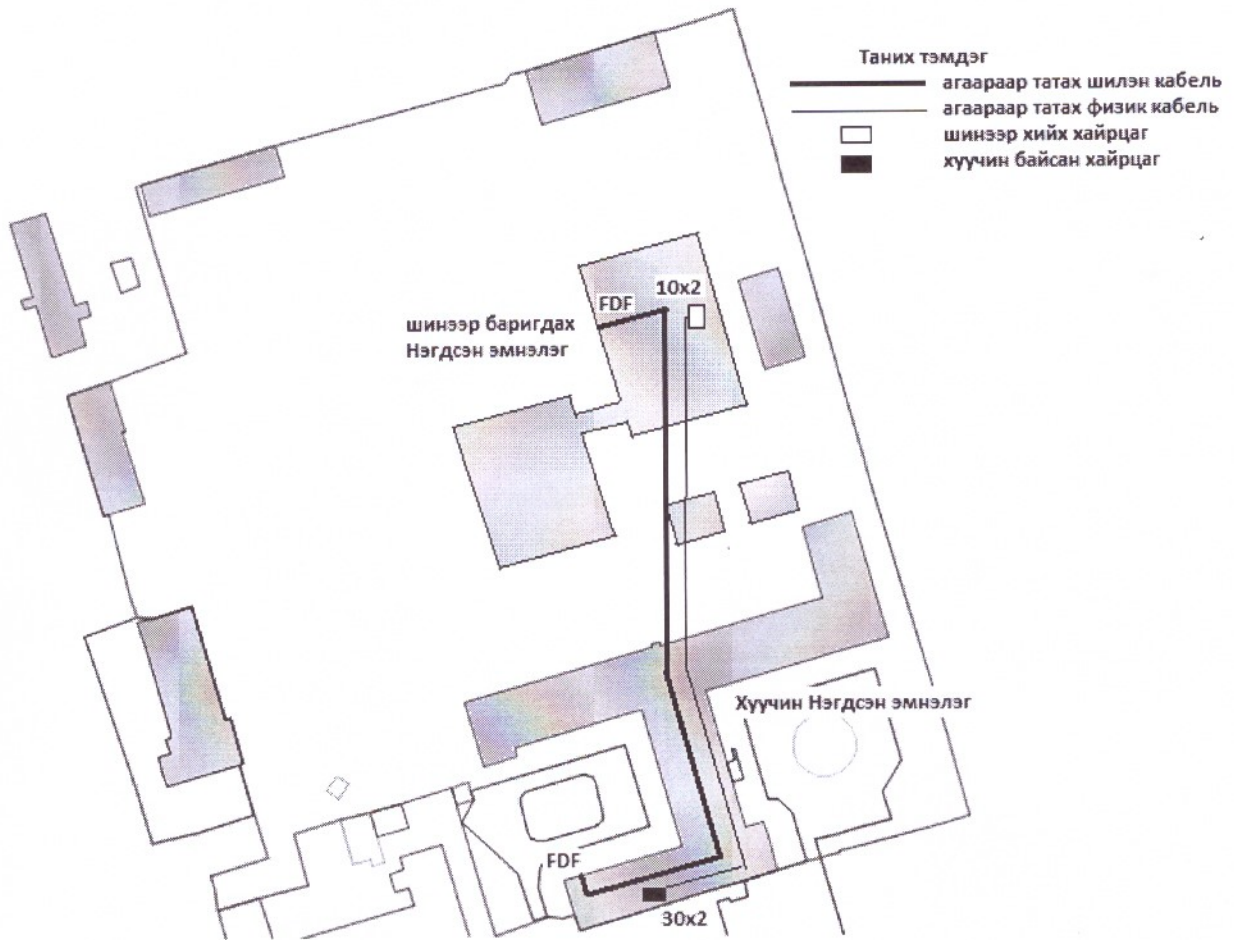 Таних тэмдэг
агаараар татах шилэн кабель
агаараар татах физик кабель
шинээр хийх хайрцаг
хуучин байсан хайрцаг
10x2
FDF
шинээр баригдах
Нэгдсэн эмнэлэг
Хуучин Нэгдсэн эмнэлэг
FDF
30x2